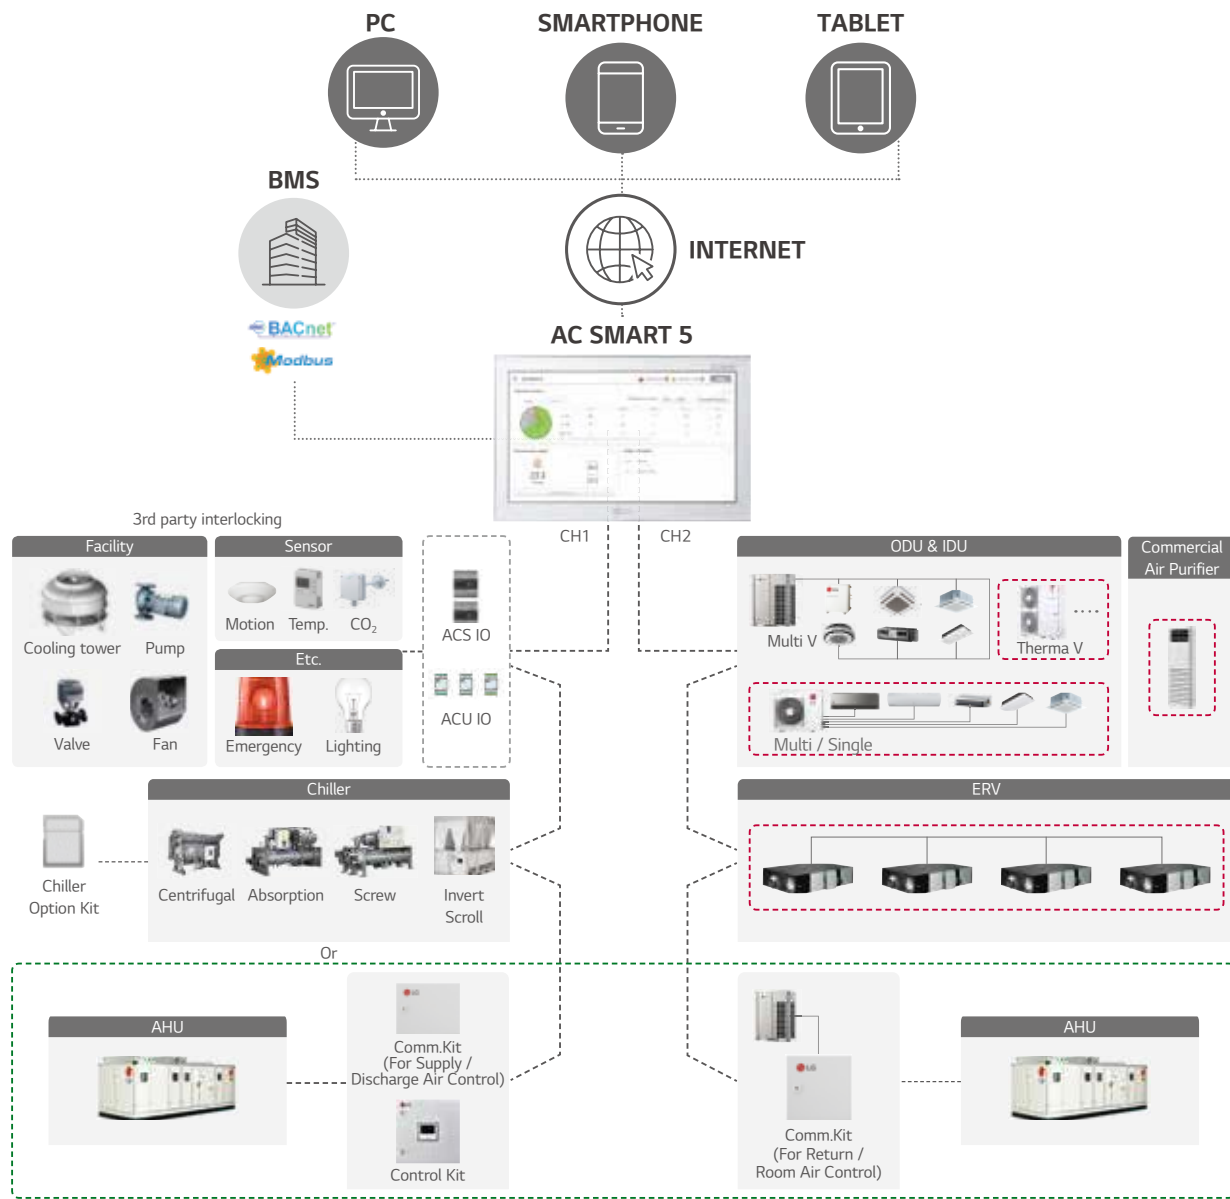 PC
SMARTPHONE
TABLET
BMS
INTERNET
BACnet
Modbus
AC SMART 5
3rd party interlocking
CH1
CH2
Facility
Sensor
ODU & IDU
Commercial
Air Purifier
Motion
Temp.
CO₂
ACS IO
Multi V
Therma V
Cooling tower
Pump
Etc.
ACU IO
Valve
Fan
Emergency
Lighting
Multi / Single
Chiller
ERV
Chiller
Option Kit
Centrifugal
Absorption
Screw
Invert
Scroll
Or
AHU
LG
Comm.Kit
(For Supply /
Discharge Air Control)
Control Kit
LG
Comm.Kit
(For Return /
Room Air Control)
AHU